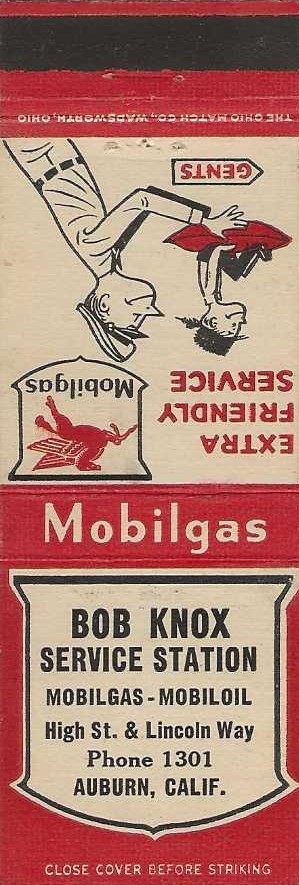 THE OHIO MATCH CO., WADSWORTH, OHIO
GENTS
EXTRA
FRIENDLY
SERVICE
Mobilgas
Mobilgas
BOB KNOX
SERVICE STATION
MOBILGAS - MOBILOIL
High St. & Lincoln Way
Phone 1301
AUBURN, CALIF.
CLOSE COVER BEFORE STRIKING